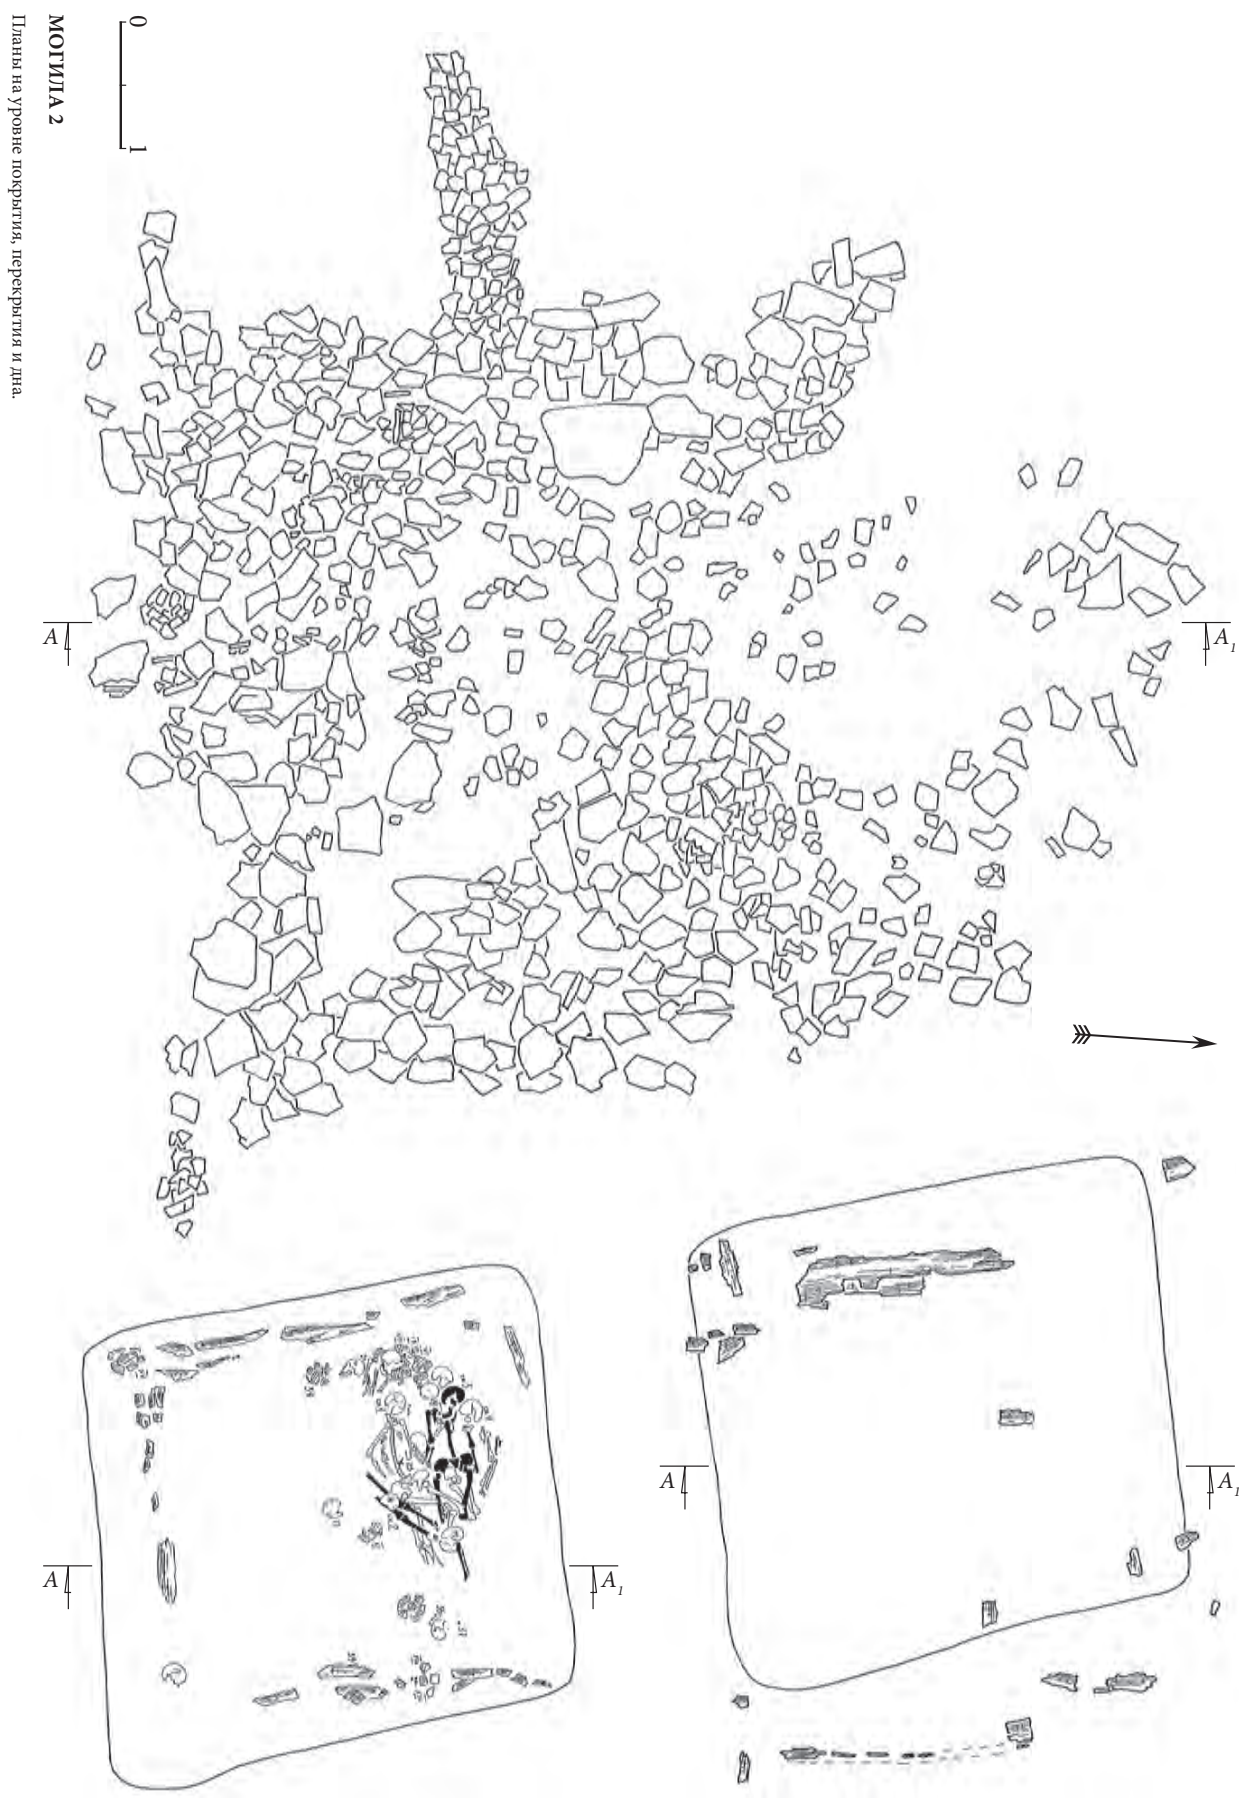 МОГИЛА 2
Планы на уровне покрытия, перекрытия и дна.
0 1
A
A₁
A
A₁
A
A₁